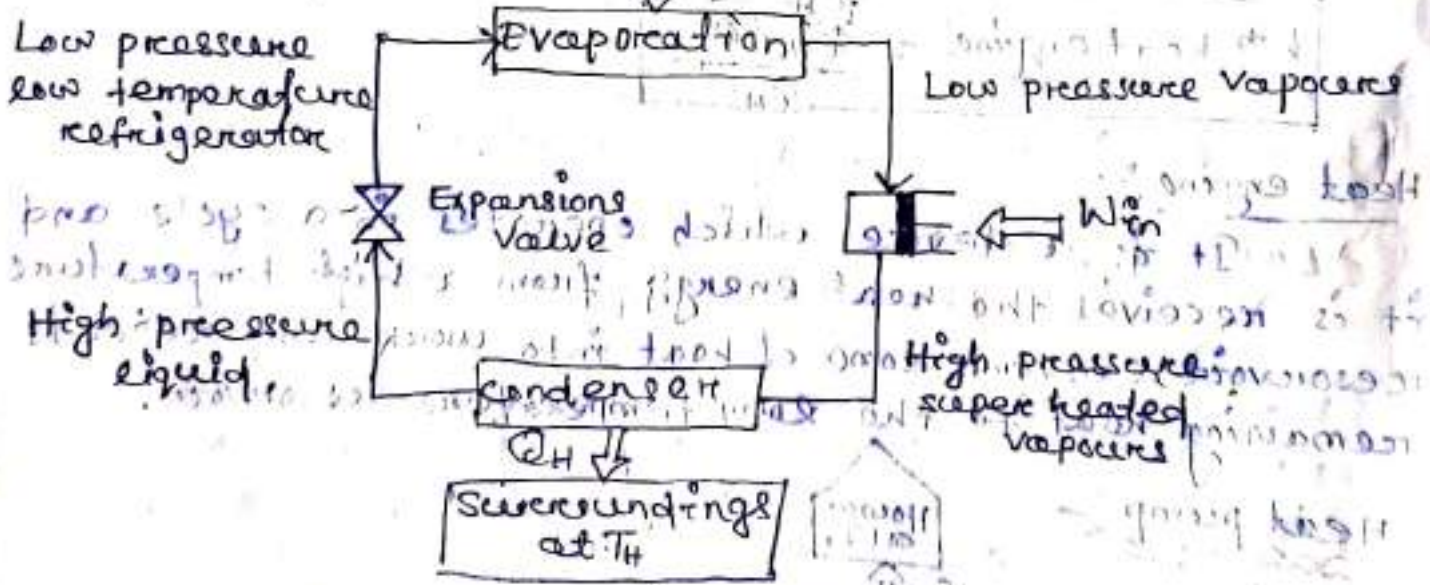 Evaporation
Low pressure
low temperature
refrigerator
Low pressure Vapours
Expansions
Valve
Win
High pressure
liquid
High pressure
super heated
vapours
condenser
QH
Surroundings
at TH